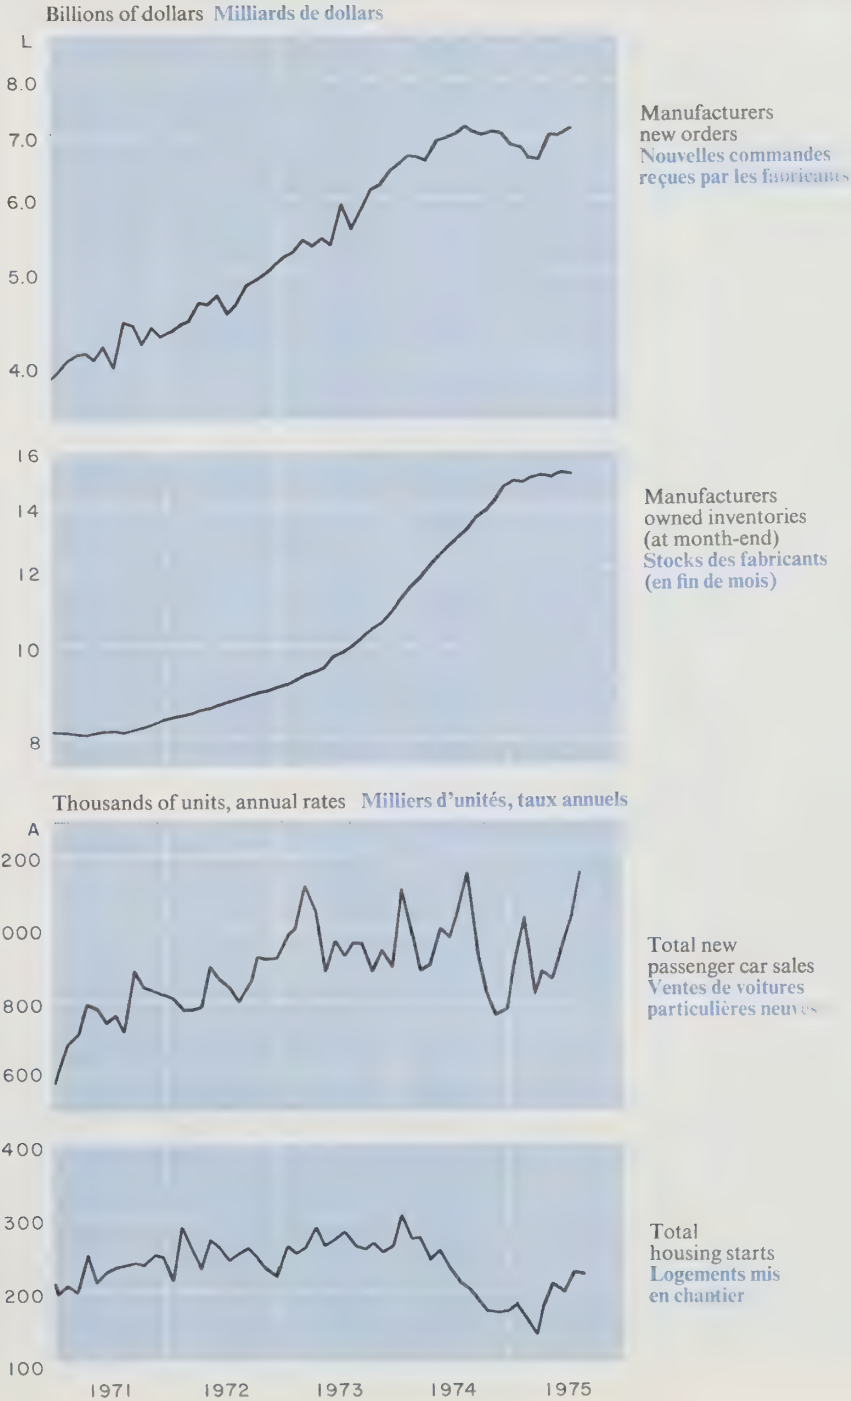 Billions of dollars Milliards de dollars
L
8.0
7.0
6.0
5.0
4.0
Manufacturers
new orders
Nouvelles commandes
reçues par les fabricants
16
14
12
10
8
Manufacturers
owned inventories
(at month-end)
Stocks des fabricants
(en fin de mois)
Thousands of units, annual rates Milliers d'unités, taux annuels
A
200
000
800
600
Total new
passenger car sales
Ventes de voitures
particulières neuves
400
300
200
100
Total
housing starts
Logements mis
en chantier
1971 1972 1973 1974 1975